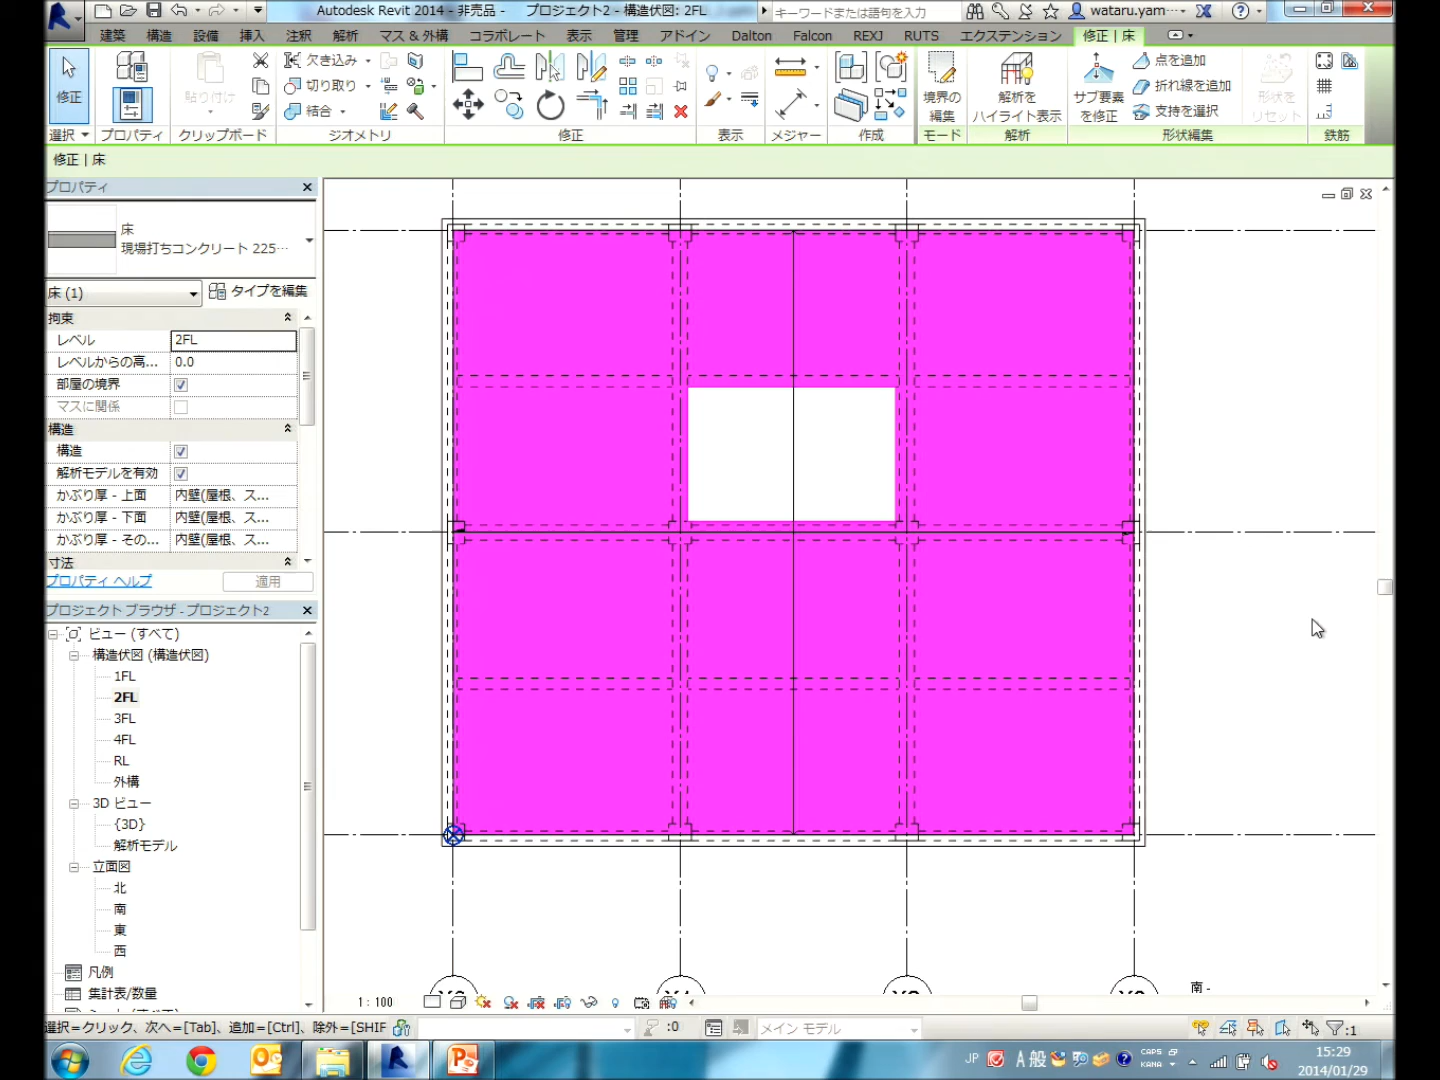 Autodesk Revit 2014 - 非売品 - プロジェクト2 - 構造伏図: 2FL
キーワードまたは語句を入力
wataru.yam…
建築 構造 設備 挿入 注釈 解析 マス & 外構 コラボレート 表示 管理 アドイン Dalton Falcon REXJ RUTS エクステンション 修正 | 床
修正
貼り付け
欠き込み
切り取り
結合
境界の
編集
解析を
ハイライト表示
サブ要素
を修正
点を追加
折れ線を追加
支持を選択
形状を
リセット
選択 プロパティ クリップボード ジオメトリ 修正 表示 メジャー 作成 モード 解析 形状編集 鉄筋
修正 | 床
プロパティ
床
現場打ちコンクリート 225…
床 (1)
タイプを編集
拘束
レベル 2FL
レベルからの高... 0.0
部屋の境界
マスに関係
構造
構造
解析モデルを有効
かぶり厚 - 上面 内壁(屋根、ス...
かぶり厚 - 下面 内壁(屋根、ス...
かぶり厚 - その... 内壁(屋根、ス...
寸法
プロパティ ヘルプ
適用
プロジェクト ブラウザ - プロジェクト2
ビュー (すべて)
構造伏図 (構造伏図)
1FL
2FL
3FL
4FL
RL
外構
3D ビュー
{3D}
解析モデル
立面図
北
南
東
西
凡例
集計表/数量
南 -
1 : 100
選択=クリック、次へ=[Tab]、追加=[Ctrl]、除外=[SHIF
:0
メイン モデル
:1
JP
A 般
CAPS
KANA
15:29
2014/01/29